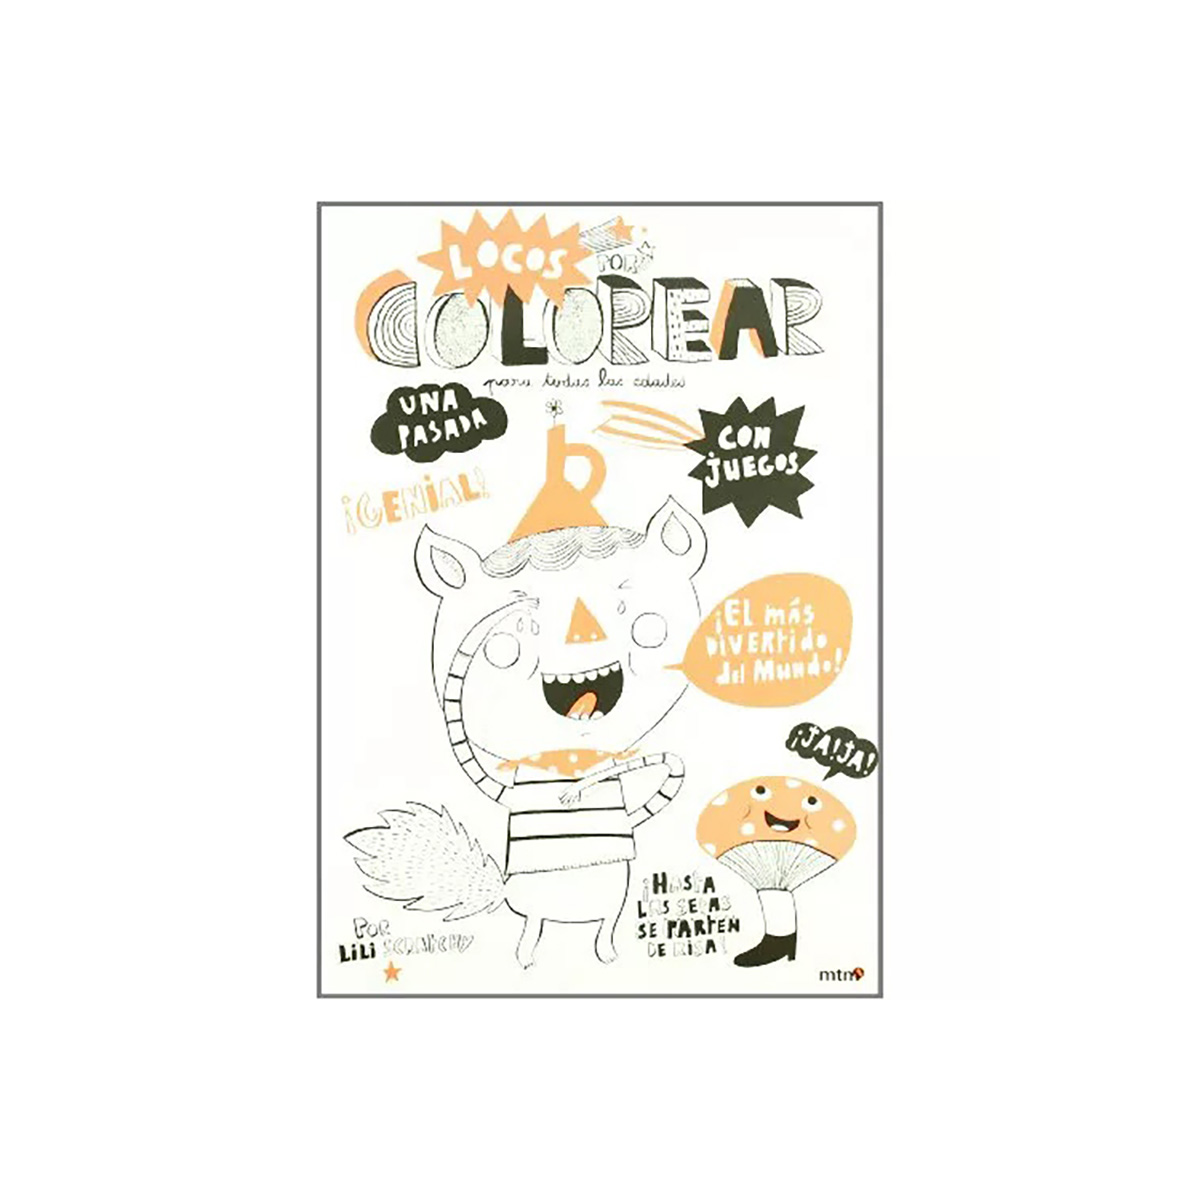 LOCOS
POR
COLOREAR
para todas las edades
UNA
PASADA
CON
JUEGOS
¡GENIAL!
¡EL MÁS
DIVERTIDO
del MUNDO!
¡JA!JA!
¡HASTA
LAS SETAS
SE PARTEN
DE RISA!
POR
LILI SCRATCHY
mtm